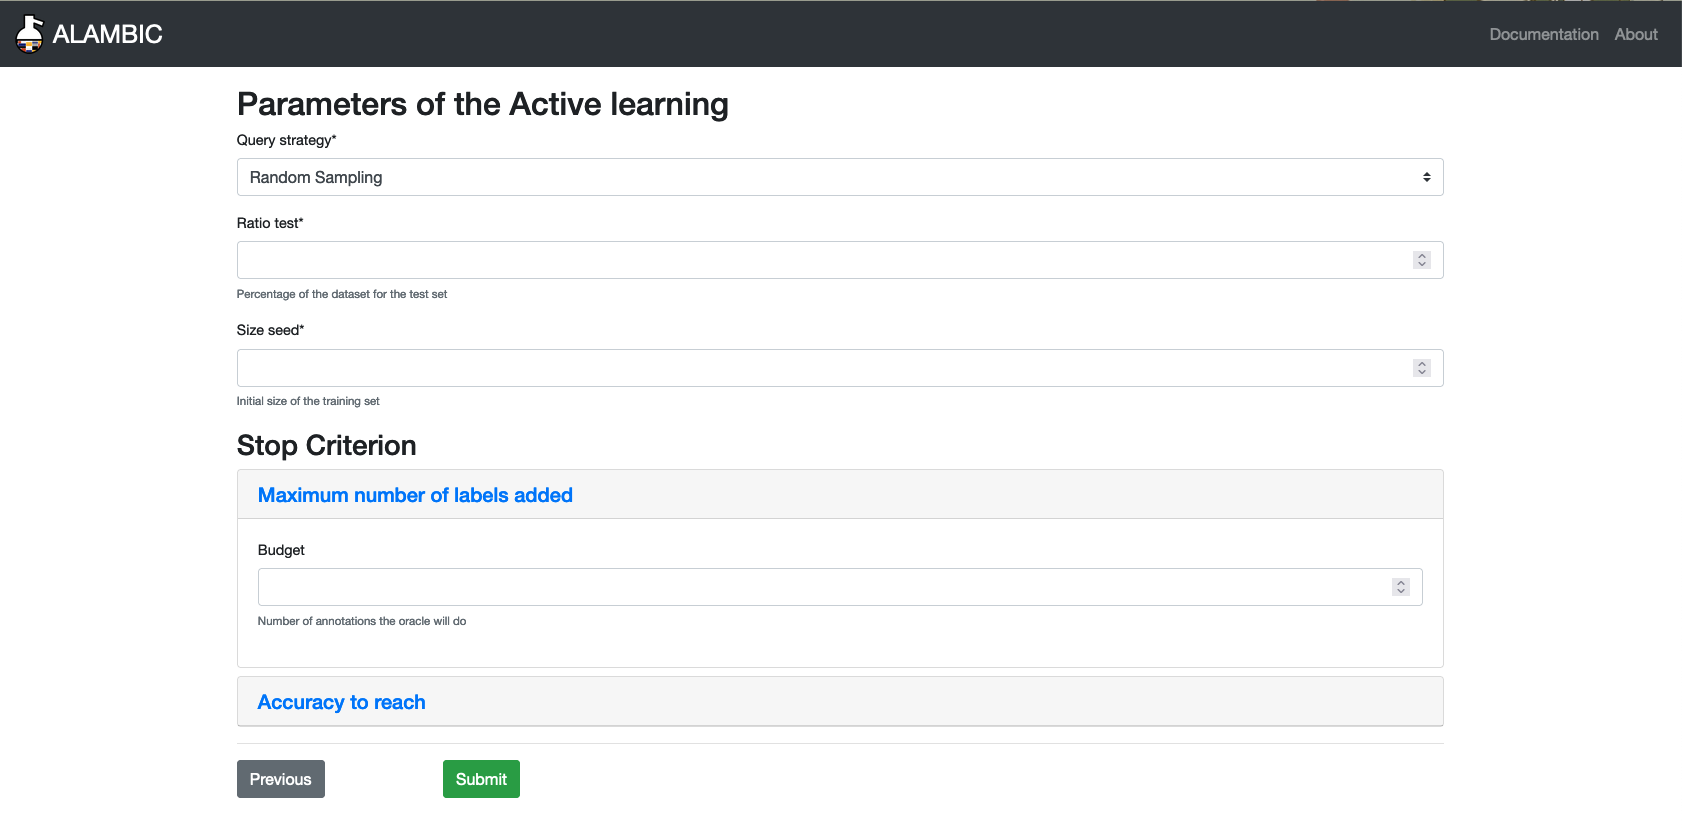 ALAMBIC
Documentation About
Parameters of the Active learning
Query strategy*
Random Sampling
Ratio test*
Percentage of the dataset for the test set
Size seed*
Initial size of the training set
Stop Criterion
Maximum number of labels added
Budget
Number of annotations the oracle will do
Accuracy to reach
Previous Submit